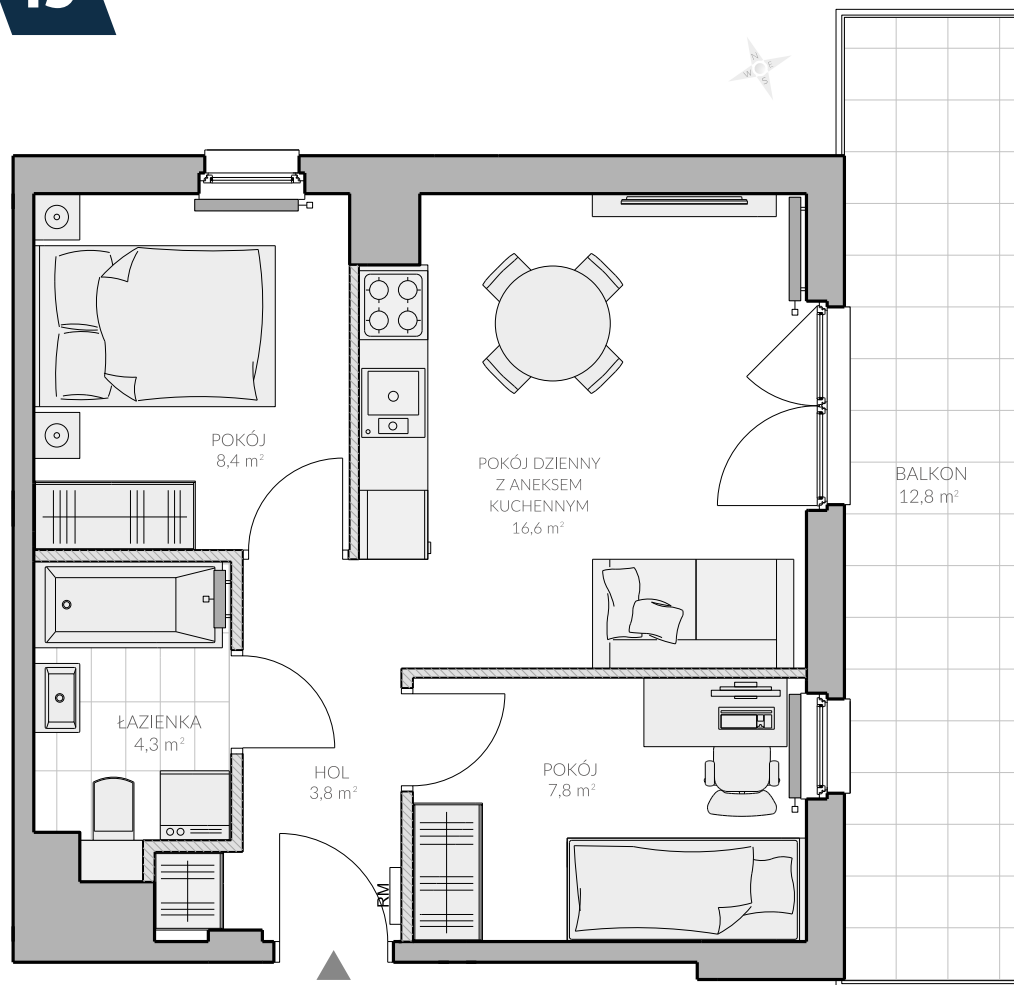 N
E
W
S
POKÓJ
8,4 m²
POKÓJ DZIENNY
Z ANEKSEM
KUCHENNYM
16,6 m²
BALKON
12,8 m²
ŁAZIENKA
4,3 m²
HOL
3,8 m²
POKÓJ
7,8 m²
RM